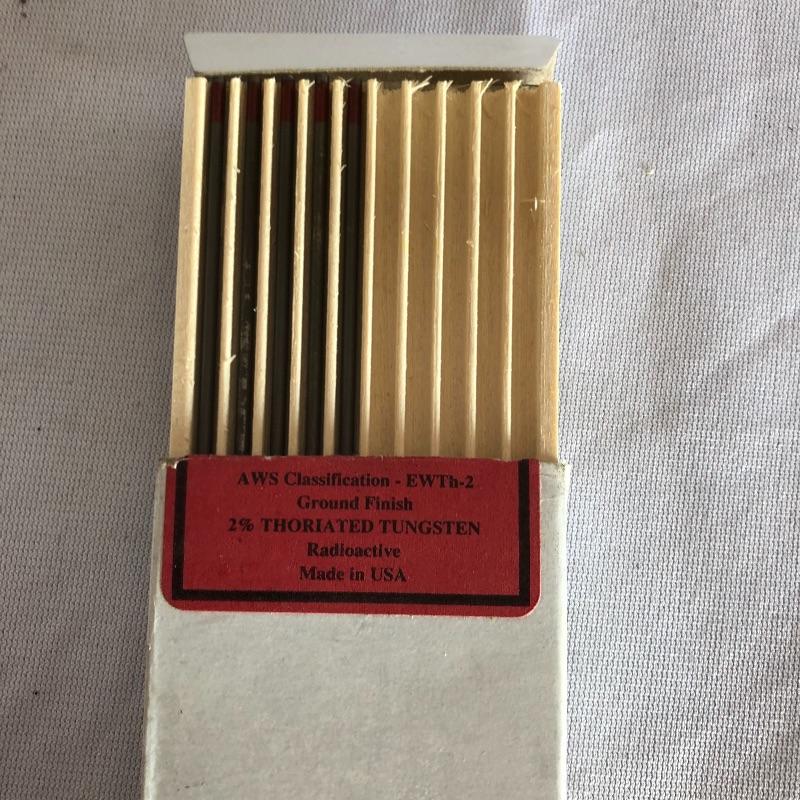 AWS Classification - EWTh-2
Ground Finish
2% THORIATED TUNGSTEN
Radioactive
Made in USA